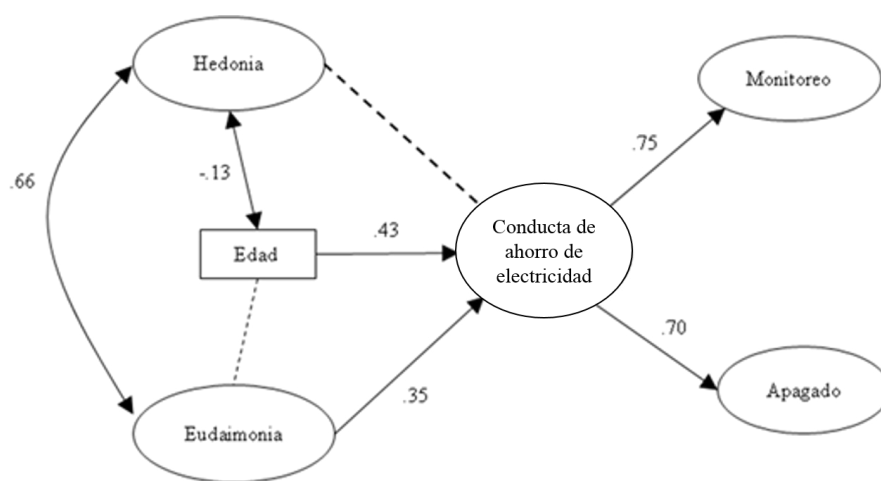 Hedonia
Monitoreo
.75
.66
-.13
.43
Edad
Conducta de
ahorro de
electricidad
.70
.35
Apagado
Eudaimonia